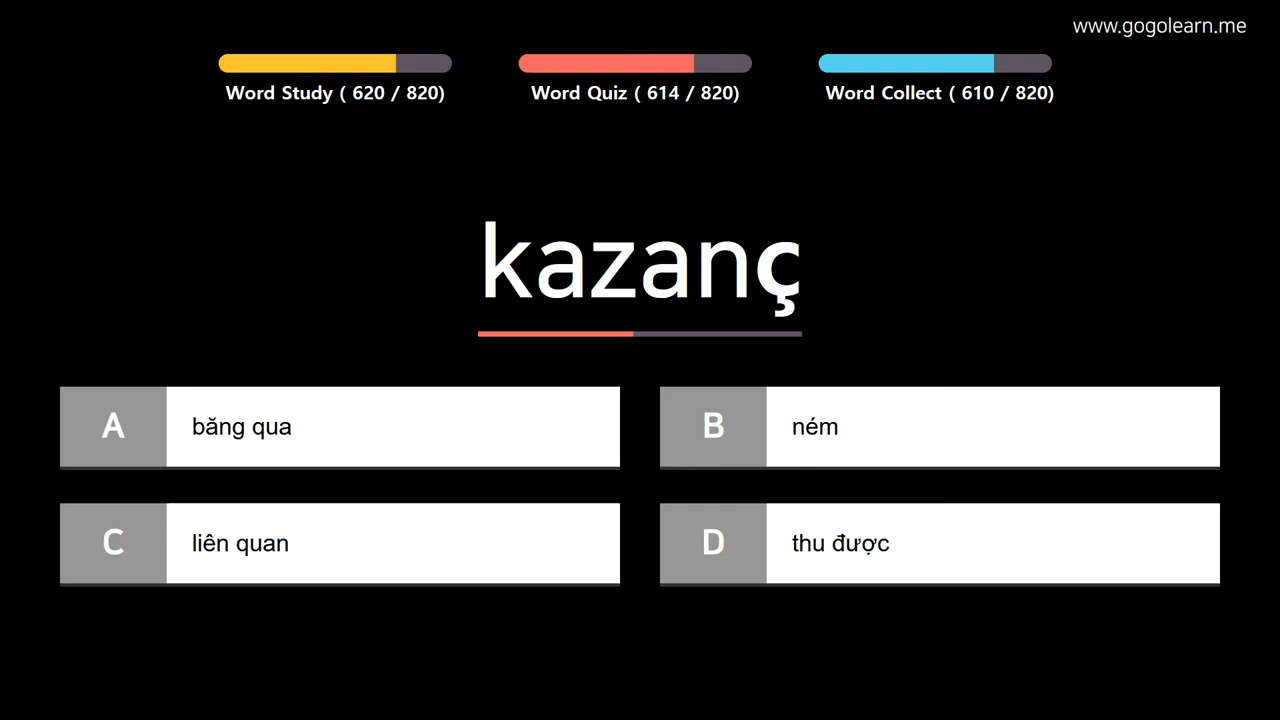 www.gogolearn.me
Word Study ( 620 / 820)
Word Quiz ( 614 / 820)
Word Collect ( 610 / 820)
kazanç
A băng qua
B ném
C liên quan
D thu được